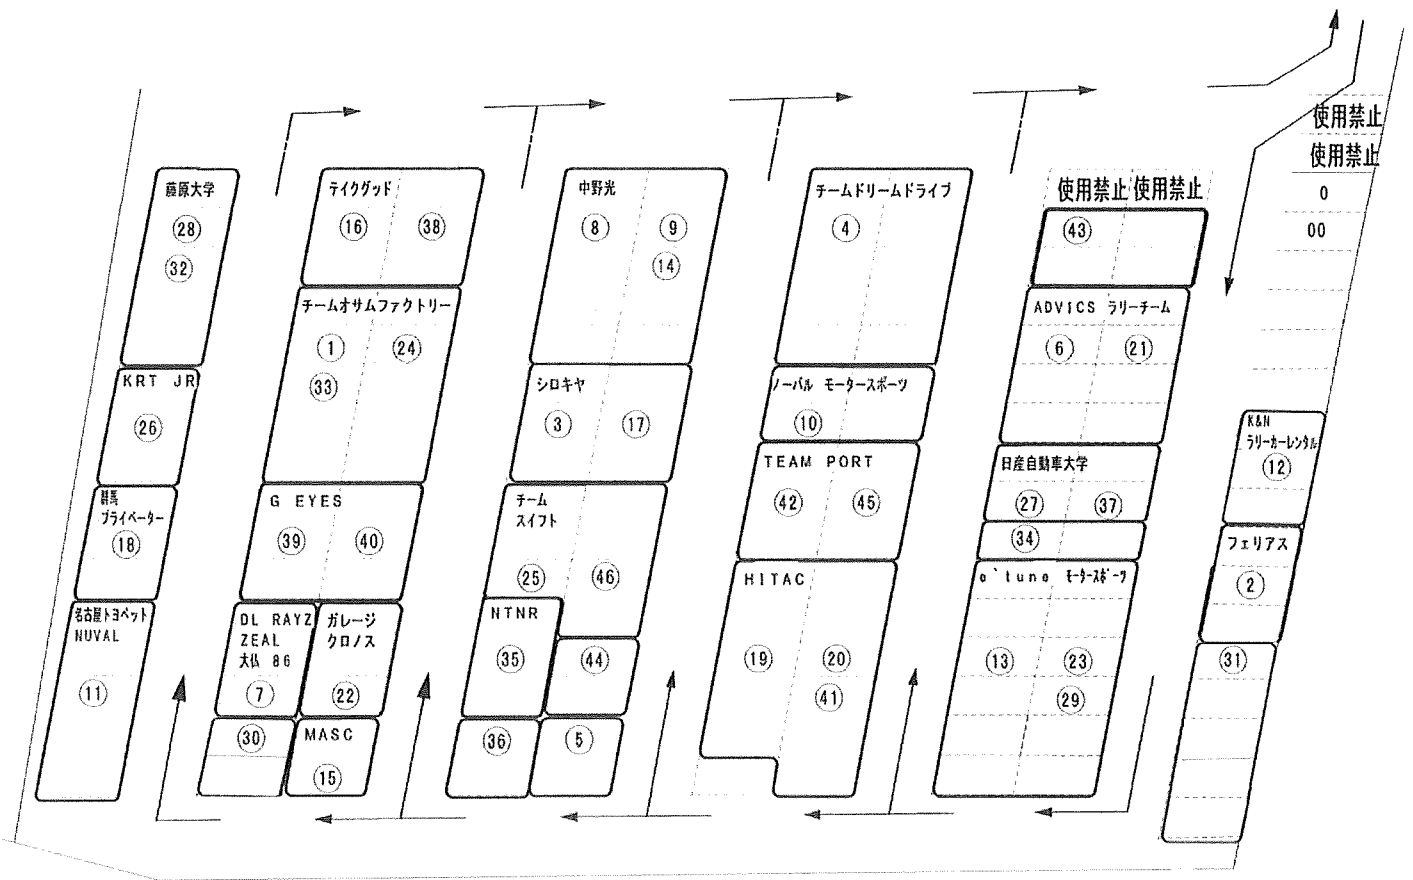 使用禁止
使用禁止
0
00
藤原大学
28
32
KRT JR
26
群馬
プライベーター
18
名古屋トヨペット
NUVAL
11
テイクグッド
16 38
チームオサムファクトリー
1 24
33
G EYES
39 40
DL RAYZ
ZEAL
大仏 86
7
ガレージ
クロノス
22
30
MASC
15
中野光
8 9
14
シロキヤ
3 17
チーム
スイフト
25 46
NTNR
35
44
36
5
チームドリームドライブ
4
ノーバル モータースポーツ
10
TEAM PORT
42 45
HITAC
19 20
41
使用禁止 使用禁止
43
ADVICS ラリーチーム
6 21
日産自動車大学
27 37
34
a`tune モータースポーツ
13 23
29
K&N
ラリーカーレンタル
12
フェリアス
2
31